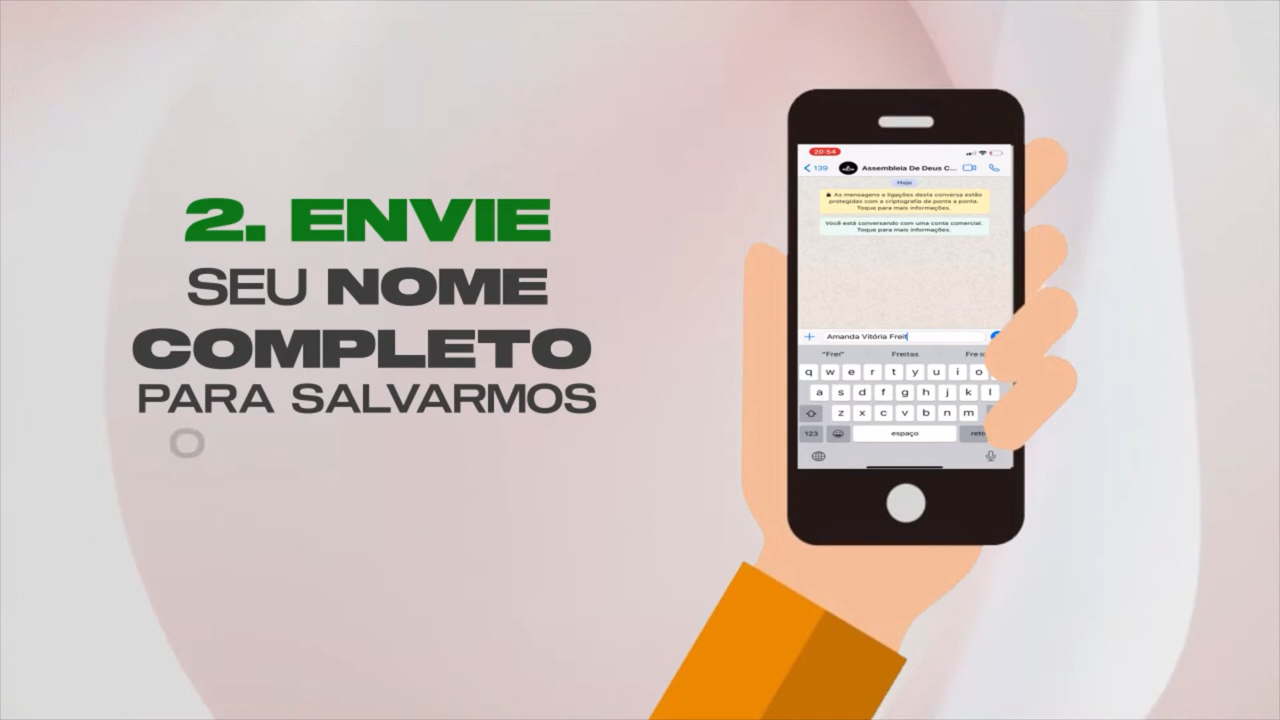 2. ENVIE
SEU NOME
COMPLETO
PARA SALVARMOS
O
20:54
139
Assembleia De Deus C...
Hoje
As mensagens e ligações desta conversa estão
protegidas com a criptografia de ponta a ponta.
Toque para mais informações.
Você está conversando com uma conta comercial.
Toque para mais informações.
Amanda Vitória Freit
"Frei" Freitas
q w e r t y u i o
a s d f g h j k l
z x c v b n m
123 espaço